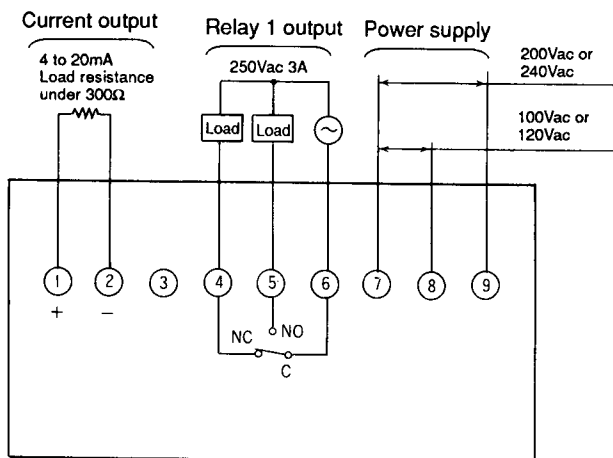 Current output
4 to 20mA
Load resistance
under 300Ω
Relay 1 output
250Vac 3A
Load
Load
Power supply
200Vac or
240Vac
100Vac or
120Vac
1
2
3
4
5
6
7
8
9
+
−
NC
NO
C